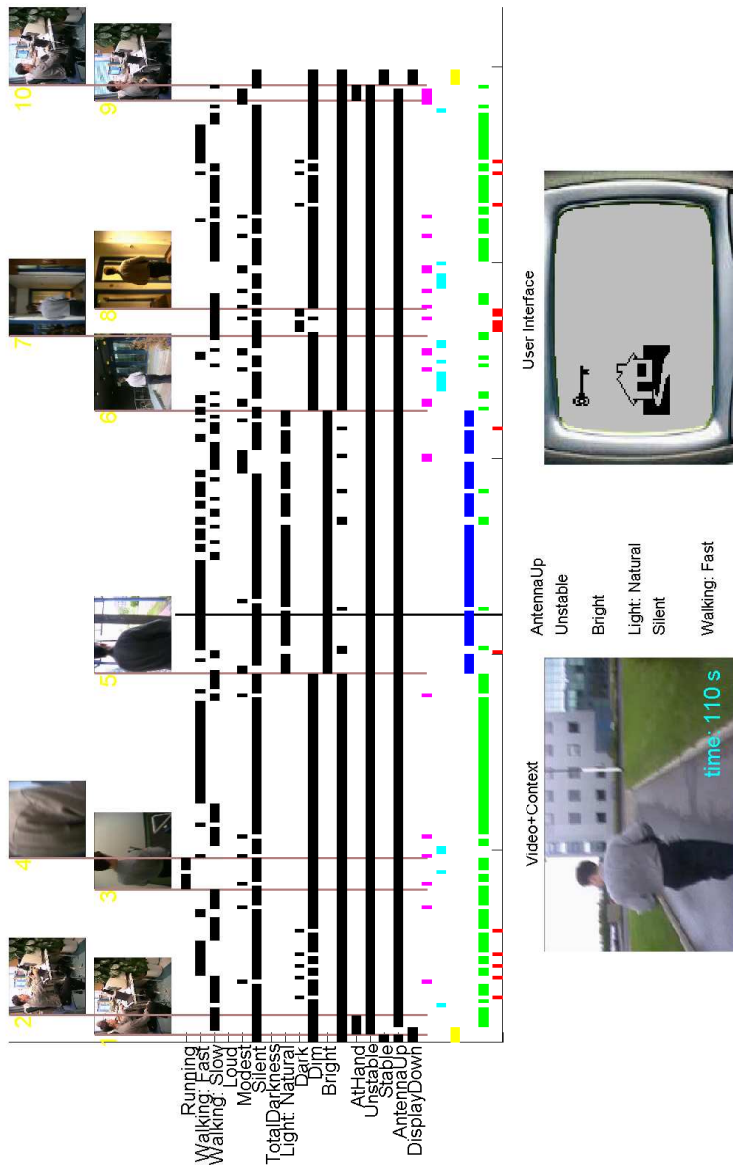 2
4
7
10
1
3
5
6
8
9
Running
Walking: Fast
Walking: Slow
Loud
Modest
Silent
TotalDarkness
Light: Natural
Dark
Dim
Bright
AtHand
Unstable
Stable
AntennaUp
DisplayDown
Video+Context
User Interface
AntennaUp
Unstable
Bright
Light: Natural
Silent
Walking: Fast
time: 110 s